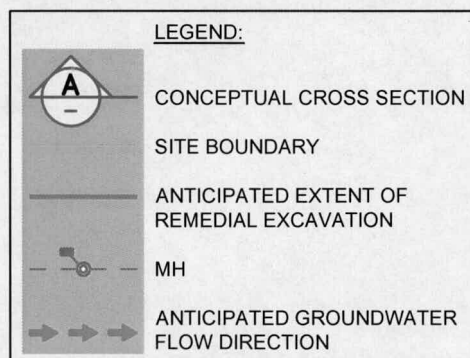 LEGEND:
A
–
CONCEPTUAL CROSS SECTION
SITE BOUNDARY
ANTICIPATED EXTENT OF
REMEDIAL EXCAVATION
MH
ANTICIPATED GROUNDWATER
FLOW DIRECTION